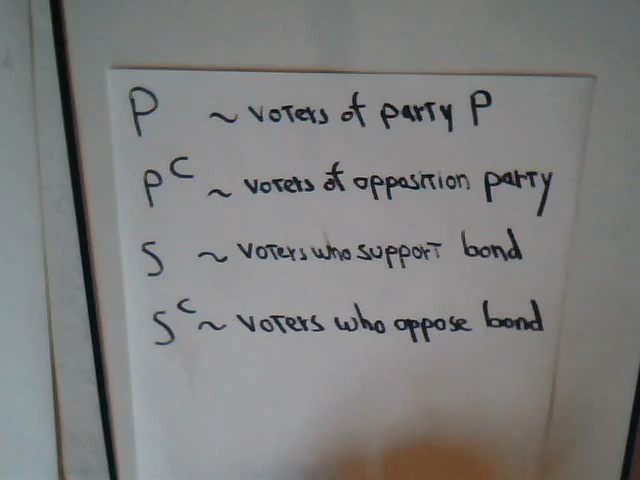 P ~ voters of party P
P^C ~ voters of opposition party
S ~ voters who support bond
S^C ~ voters who oppose bond